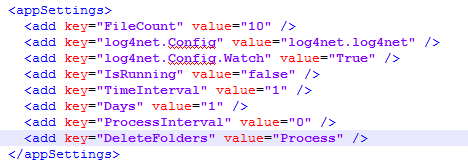 <appSettings>
<add key="FileCount" value="10" />
<add key="log4net.Config" value="log4net.log4net" />
<add key="log4net.Config.Watch" value="True" />
<add key="IsRunning" value="false" />
<add key="TimeInterval" value="1" />
<add key="Days" value="1" />
<add key="ProcessInterval" value="0" />
<add key="DeleteFolders" value="Process" />
</appSettings>